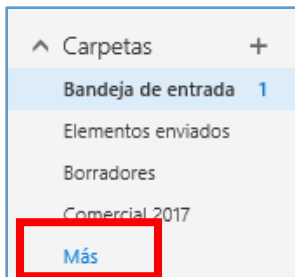 Carpetas +
Bandeja de entrada 1
Elementos enviados
Borradores
Comercial 2017
Más